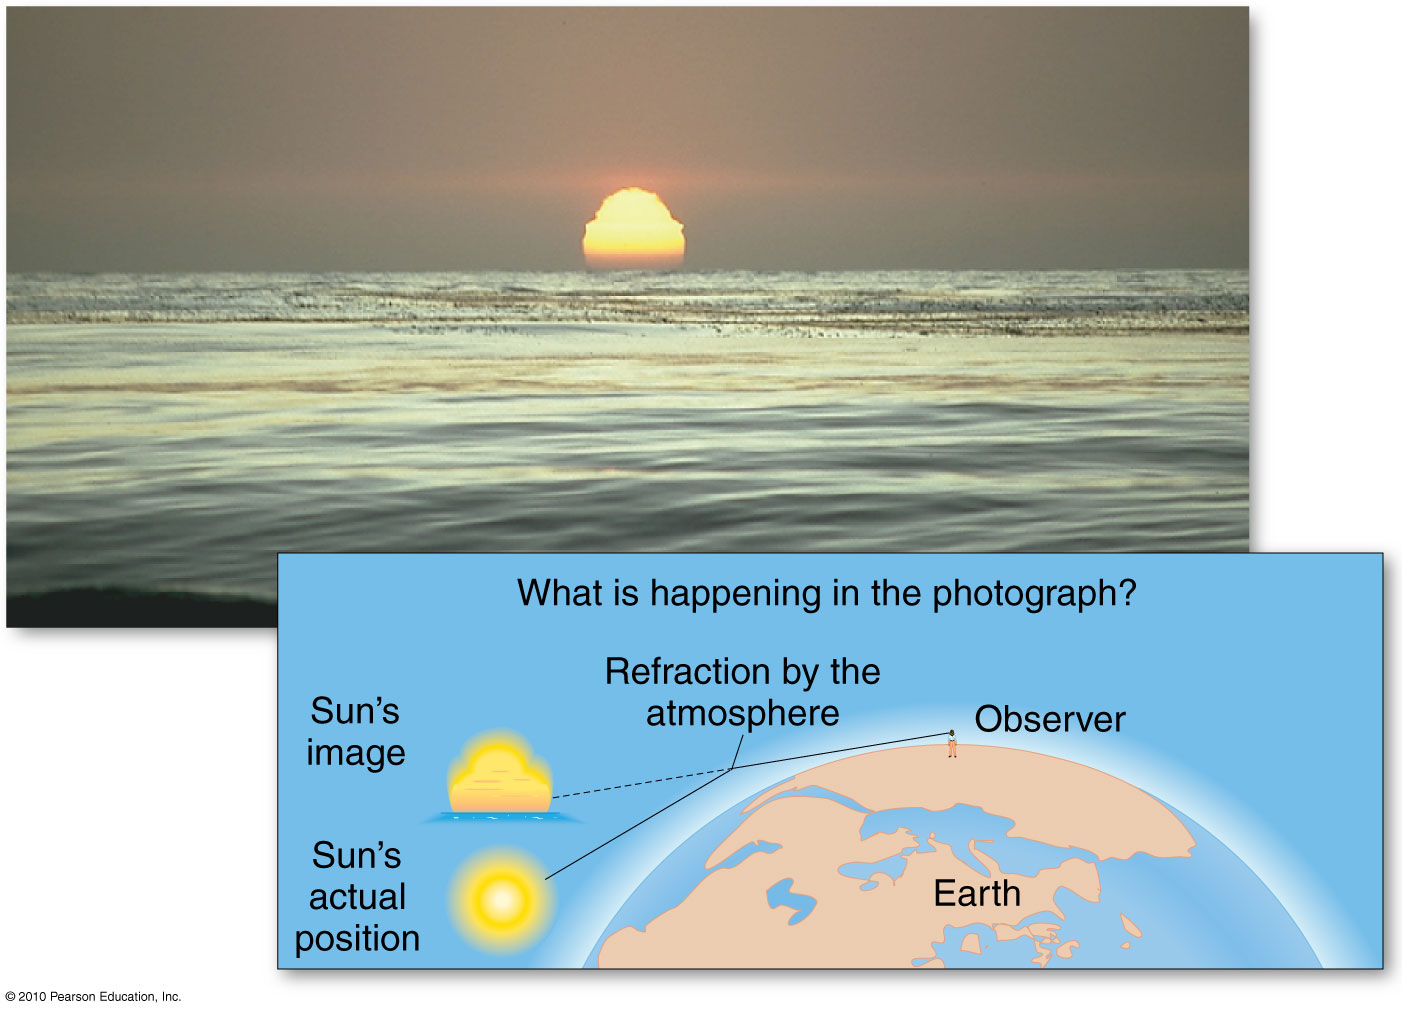 What is happening in the photograph?
Refraction by the
atmosphere
Sun’s
image
Observer
Sun’s
actual
position
Earth
© 2010 Pearson Education, Inc.